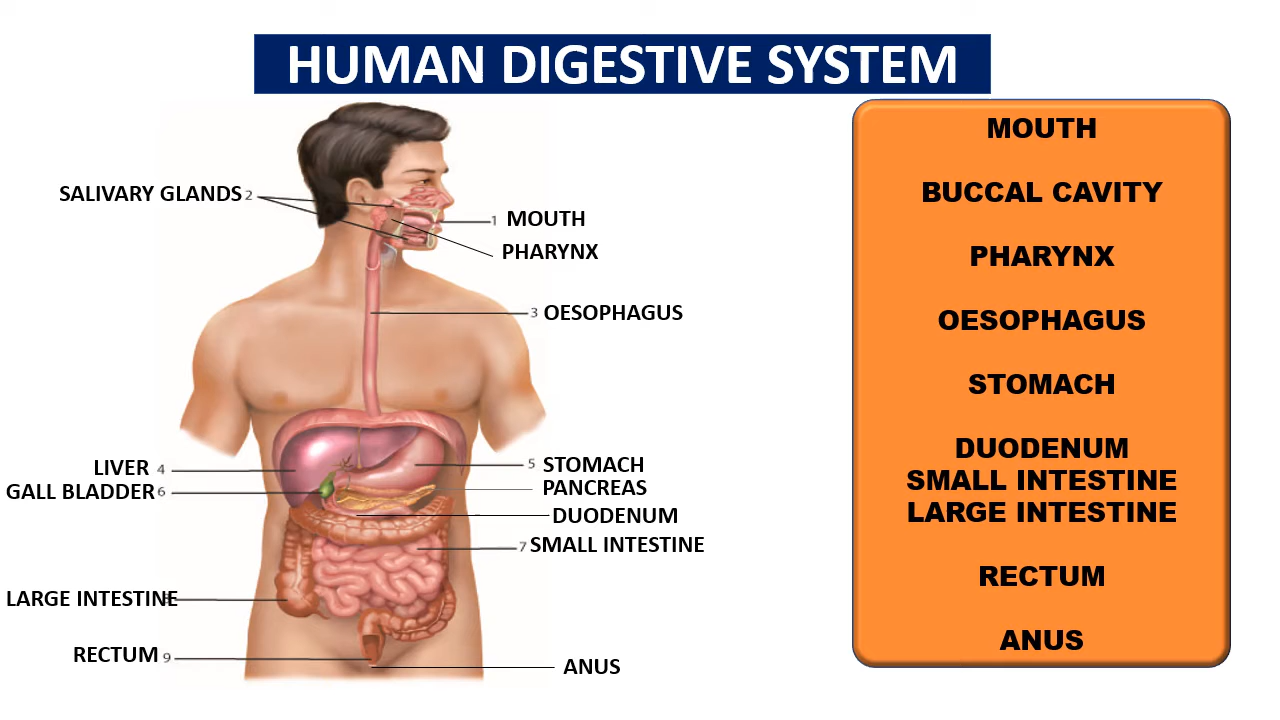 HUMAN DIGESTIVE SYSTEM
SALIVARY GLANDS 2
1 MOUTH
PHARYNX
3 OESOPHAGUS
LIVER 4
GALL BLADDER 6
5 STOMACH
PANCREAS
DUODENUM
7 SMALL INTESTINE
LARGE INTESTINE
RECTUM 9
ANUS
MOUTH
BUCCAL CAVITY
PHARYNX
OESOPHAGUS
STOMACH
DUODENUM
SMALL INTESTINE
LARGE INTESTINE
RECTUM
ANUS